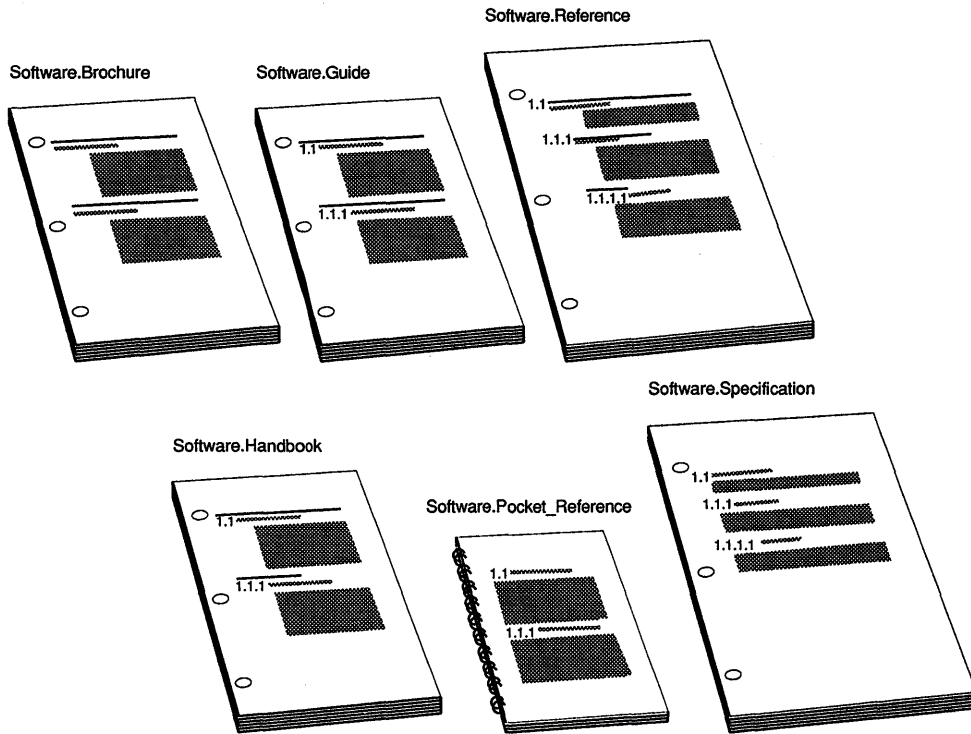 Software.Reference
Software.Brochure
Software.Guide
1.1
1.1.1
1.1
1.1.1
1.1.1.1
Software.Specification
Software.Handbook
Software.Pocket_Reference
1.1
1.1.1
1.1
1.1.1
1.1
1.1.1
1.1.1.1